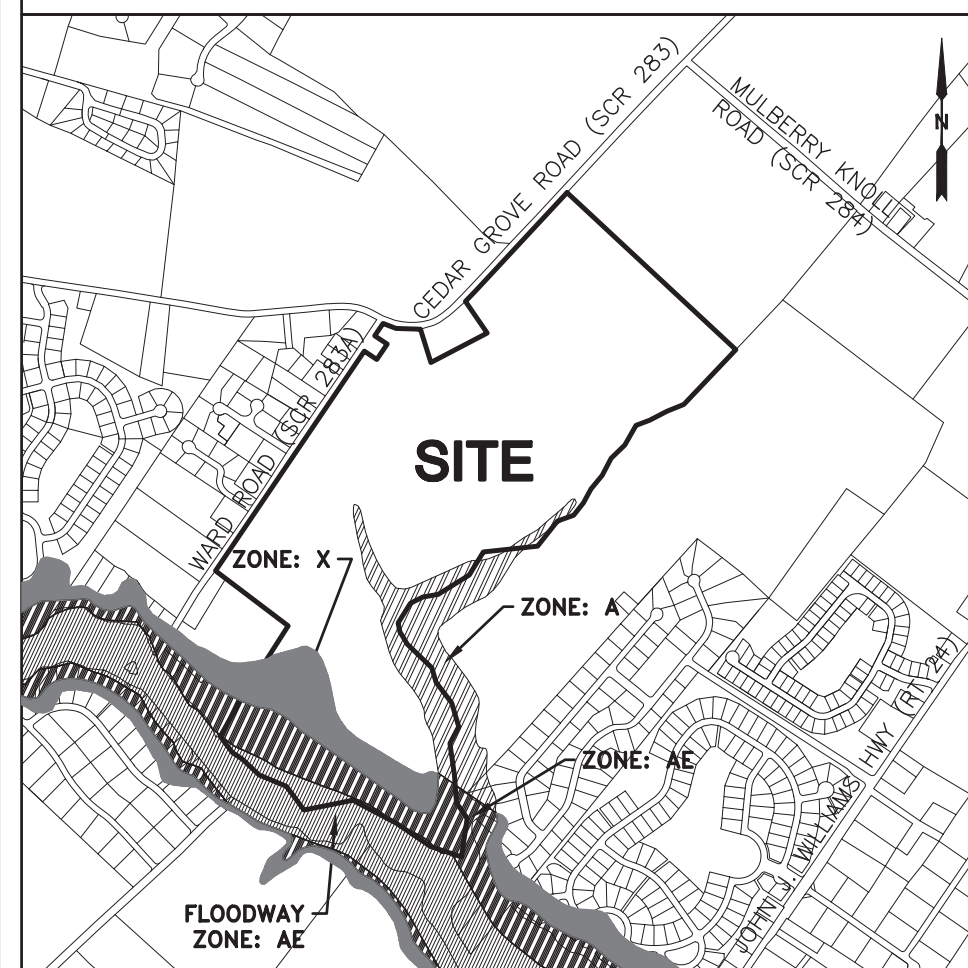 CEDAR GROVE ROAD (SCR 283)
MULBERRY KNOLL
ROAD (SCR 284)
N
WARD ROAD (SCR 283A)
SITE
ZONE: X
ZONE: A
ZONE: AE
JOHN J. WILLIAMS HWY (RT 24)
FLOODWAY
ZONE: AE